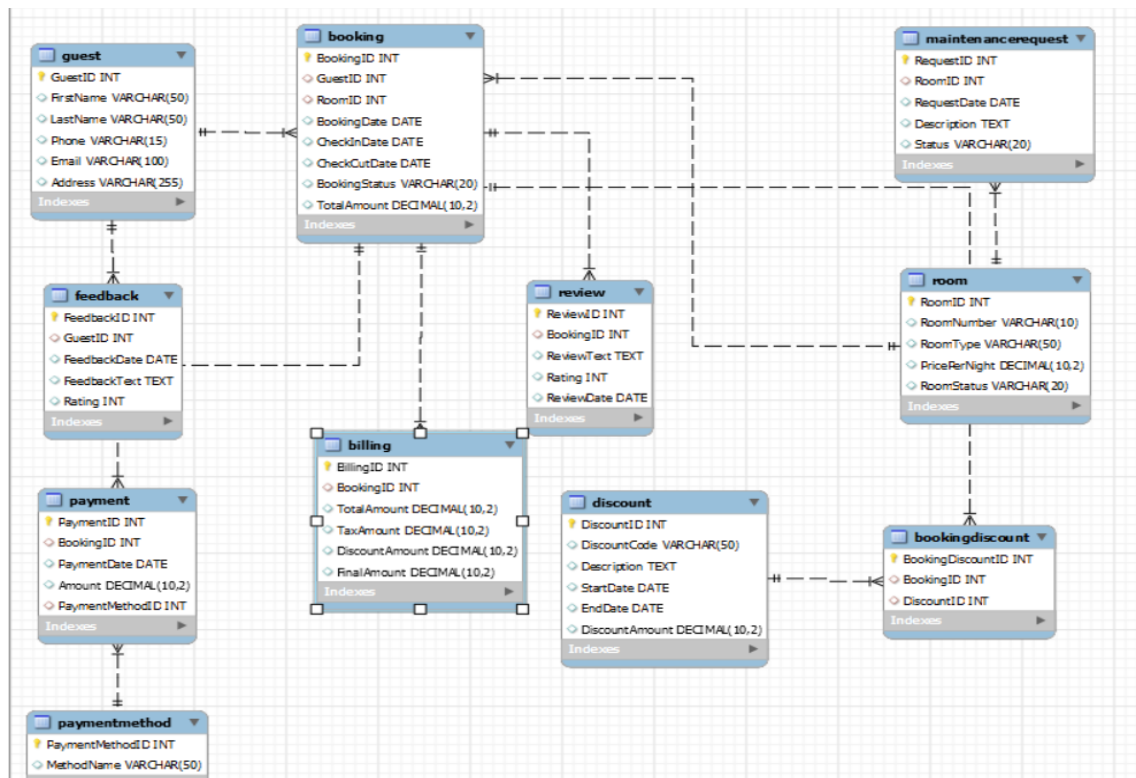 guest
GuestID INT
FirstName VARCHAR(50)
LastName VARCHAR(50)
Phone VARCHAR(15)
Email VARCHAR(100)
Address VARCHAR(255)
Indexes
booking
BookingID INT
GuestID INT
RoomID INT
BookingDate DATE
CheckInDate DATE
CheckCutDate DATE
BookingStatus VARCHAR(20)
TotalAmount DECIMAL(10,2)
Indexes
maintenancerequest
RequestID INT
RoomID INT
RequestDate DATE
Description TEXT
Status VARCHAR(20)
Indexes
feedback
FeedbackID INT
GuestID INT
FeedbackDate DATE
FeedbackText TEXT
Rating INT
Indexes
review
ReviewID INT
BookingID INT
ReviewText TEXT
Rating INT
ReviewDate DATE
Indexes
room
RoomID INT
RoomNumber VARCHAR(10)
RoomType VARCHAR(50)
PricePerNight DECIMAL(10,2)
RoomStatus VARCHAR(20)
Indexes
payment
PaymentID INT
BookingID INT
PaymentDate DATE
Amount DECIMAL(10,2)
PaymentMethodID INT
Indexes
billing
BillingID INT
BookingID INT
TotalAmount DECIMAL(10,2)
TaxAmount DECIMAL(10,2)
DiscountAmount DECIMAL(10,2)
FinalAmount DECIMAL(10,2)
Indexes
discount
DiscountID INT
DiscountCode VARCHAR(50)
Description TEXT
StartDate DATE
EndDate DATE
DiscountAmount DECIMAL(10,2)
Indexes
bookingdiscount
BookingDiscountID INT
BookingID INT
DiscountID INT
Indexes
paymentmethod
PaymentMethodID INT
MethodName VARCHAR(50)